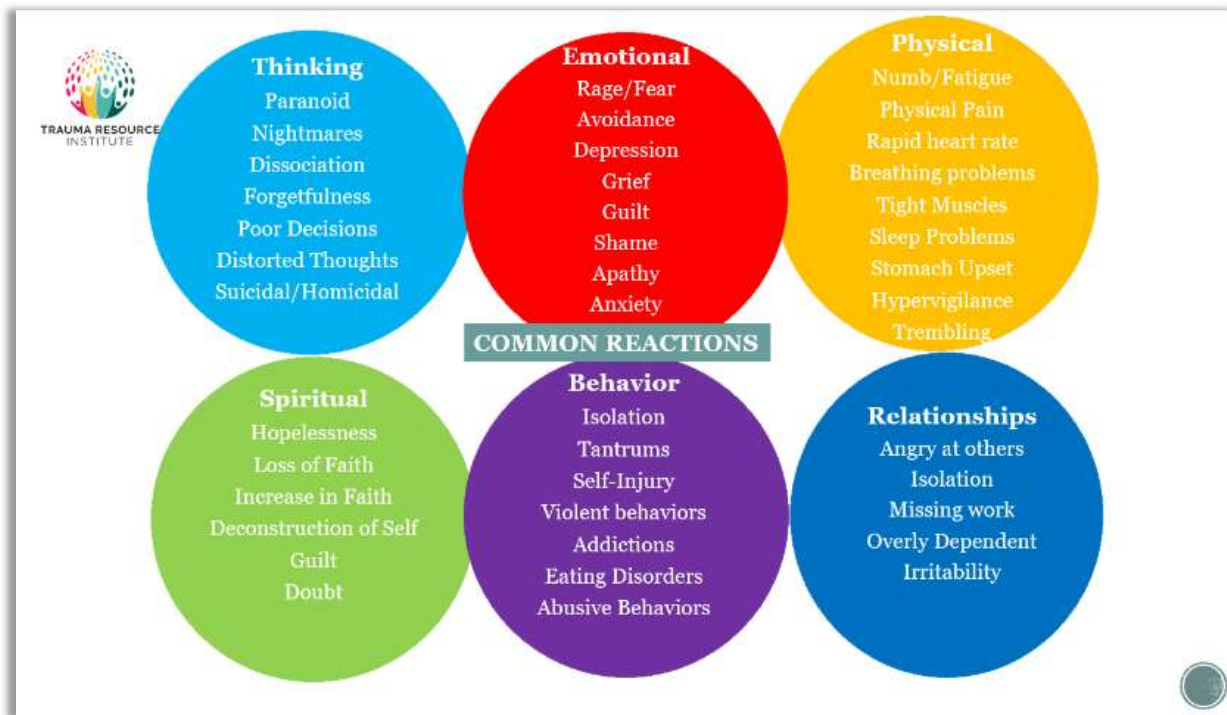 TRAUMA RESOURCE
INSTITUTE
Thinking
Paranoid
Nightmares
Dissociation
Forgetfulness
Poor Decisions
Distorted Thoughts
Suicidal/Homicidal
Emotional
Rage/Fear
Avoidance
Depression
Grief
Guilt
Shame
Apathy
Anxiety
Physical
Numb/Fatigue
Physical Pain
Rapid heart rate
Breathing problems
Tight Muscles
Sleep Problems
Stomach Upset
Hypervigilance
Trembling
COMMON REACTIONS
Spiritual
Hopelessness
Loss of Faith
Increase in Faith
Deconstruction of Self
Guilt
Doubt
Behavior
Isolation
Tantrums
Self-Injury
Violent behaviors
Addictions
Eating Disorders
Abusive Behaviors
Relationships
Angry at others
Isolation
Missing work
Overly Dependent
Irritability